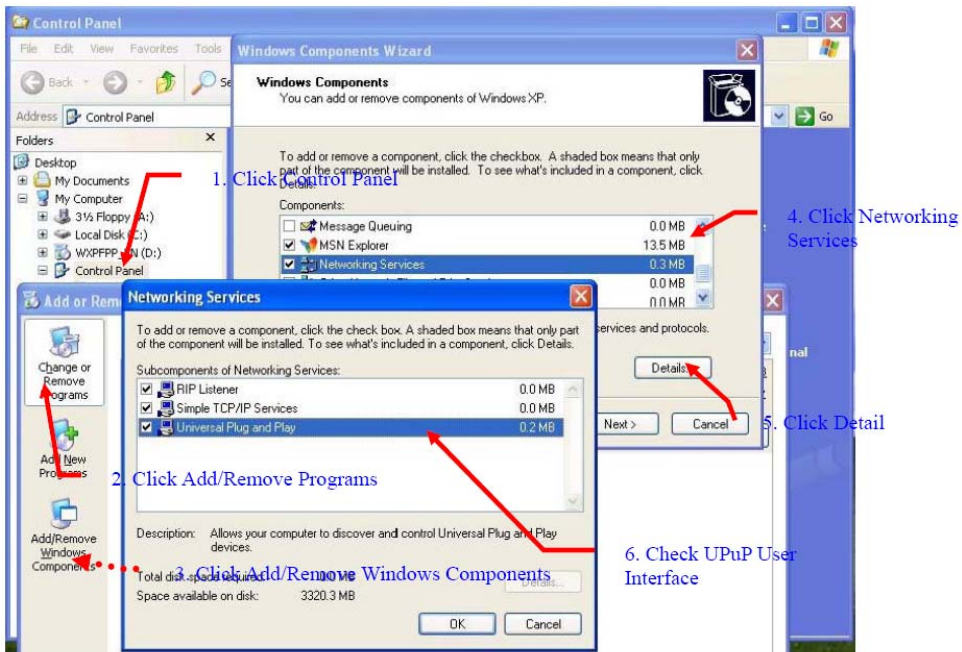 Control Panel
File Edit View Favorites Tools
Back
Address Control Panel
Go
Folders
Desktop
My Documents
My Computer
3½ Floppy (A:)
Local Disk (C:)
(D:)
Control Panel
1. Click Control Panel
Windows Components Wizard
Windows Components
You can add or remove components of Windows XP.
To add or remove a component, click the checkbox. A shaded box means that only
part of the component will be installed. To see what's included in a component, click
Details.
Components:
Message Queuing 0.0 MB
MSN Explorer 13.5 MB
Networking Services 0.3 MB
0.0 MB
0.0 MB
services and protocols.
Details...
Next > Cancel
4. Click Networking
Services
5. Click Detail
Add or Rem
Change or
Remove
Programs
Add New
Programs
Add/Remove
Windows
Components
2. Click Add/Remove Programs
3. Click Add/Remove Windows Components
Networking Services
To add or remove a component, click the check box. A shaded box means that only part
of the component will be installed. To see what's included in a component, click Details.
Subcomponents of Networking Services:
RIP Listener 0.0 MB
Simple TCP/IP Services 0.0 MB
Universal Plug and Play 0.2 MB
Description: Allows your computer to discover and control Universal Plug and Play
devices.
Total disk space required: 0.0 MB
Space available on disk: 3320.3 MB
Details...
OK Cancel
6. Check UPuP User
Interface
nal